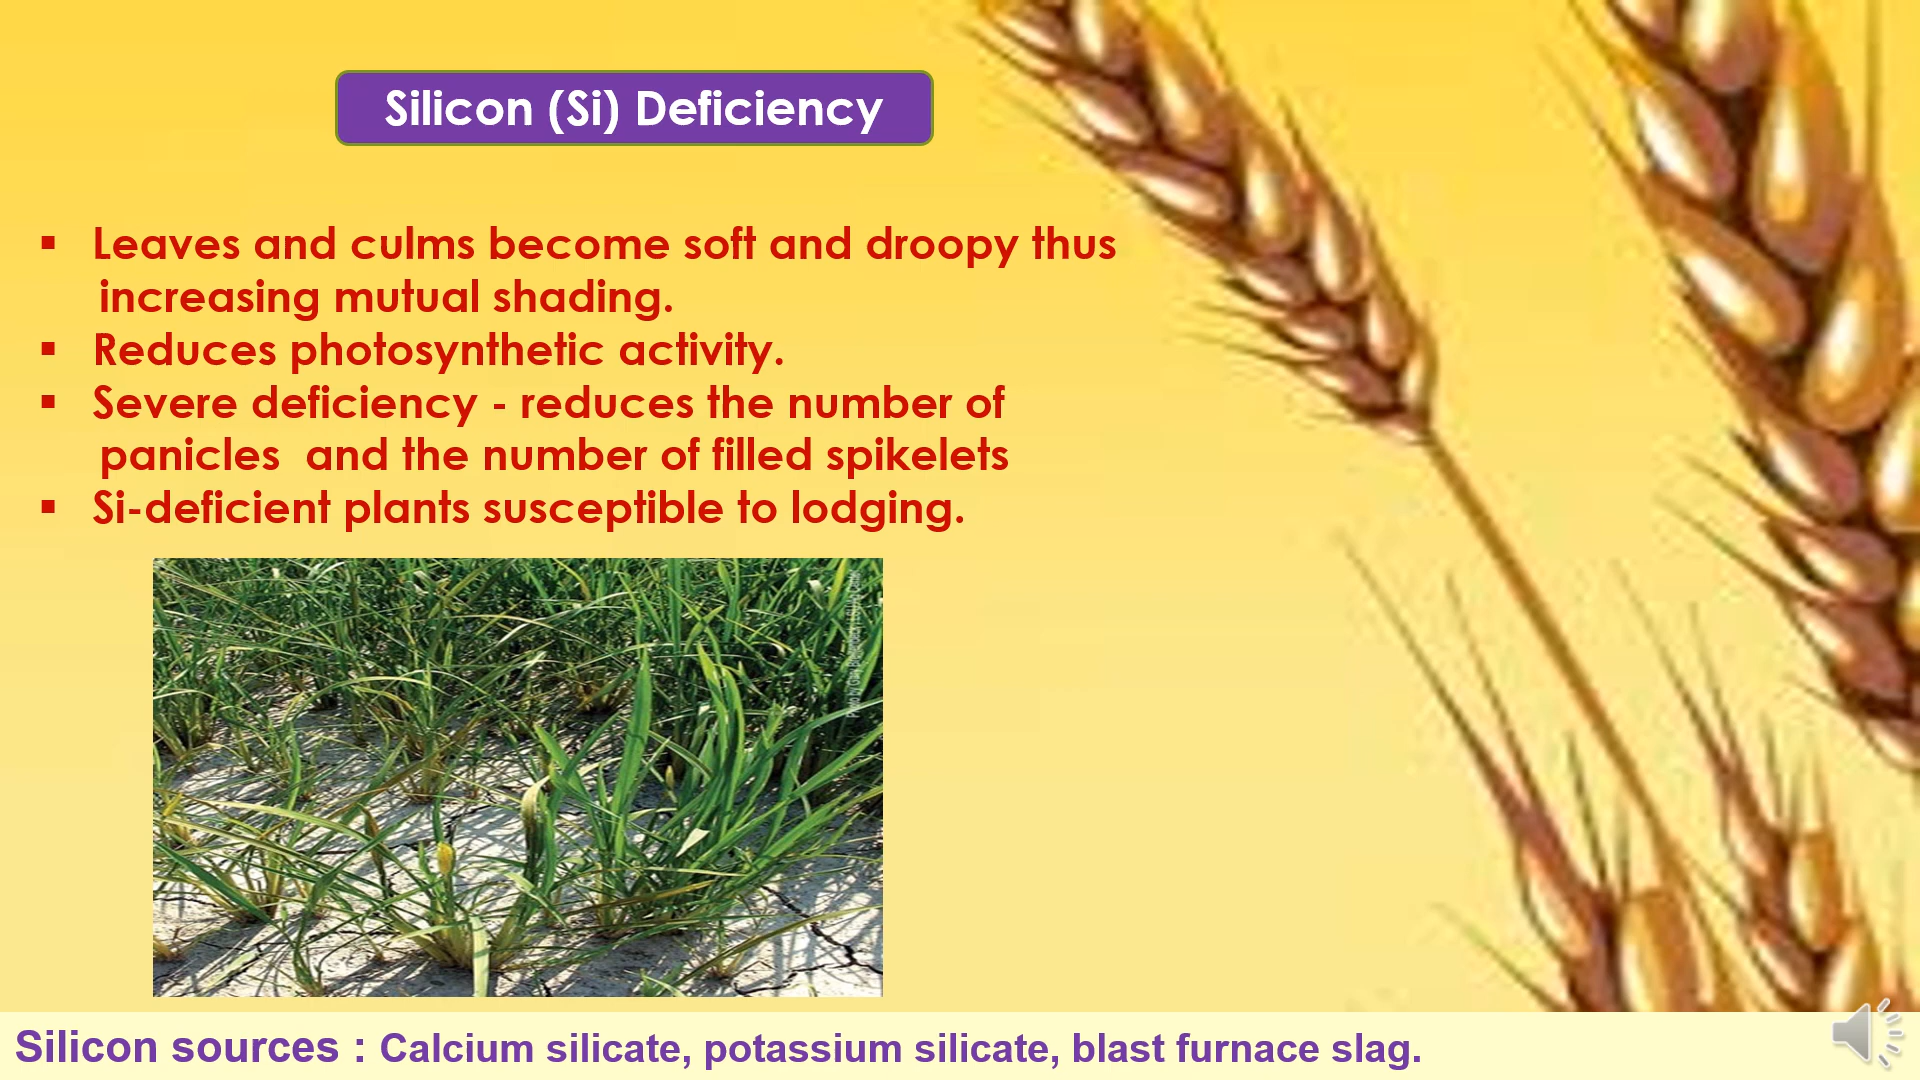 Silicon (Si) Deficiency
▪ Leaves and culms become soft and droopy thus
increasing mutual shading.
▪ Reduces photosynthetic activity.
▪ Severe deficiency - reduces the number of
panicles and the number of filled spikelets
▪ Si-deficient plants susceptible to lodging.
Silicon sources : Calcium silicate, potassium silicate, blast furnace slag.